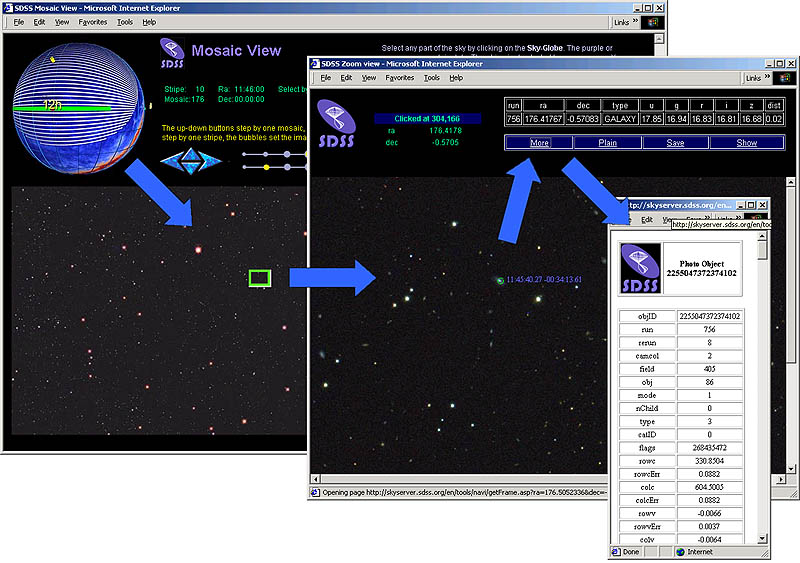 SDSS Mosaic View - Microsoft Internet Explorer
File Edit View Favorites Tools Help
Links »
12h
SDSS
Mosaic View
Select any part of the sky by clicking on the Sky Globe. The purple or
Stripe: 10 Ra: 11:46:00 Select by
Mosaic:176 Dec:00:00:00
The up-down buttons step by one mosaic,
step by one stripe, the bubbles set the ima
SDSS Zoom view - Microsoft Internet Explorer
File Edit View Favorites Tools Help
Links »
SDSS
Clicked at 304,166
ra 176.4178
dec -0.5705
run ra dec type u g r i z dist
756 176.41767 -0.57083 GALAXY 17.85 16.94 16.83 16.81 16.68 0.02
More Plain Save Show
11:45:40.27 -00:34:13.61
Opening page http://skyserver.sdss.org/en/tools/navi/getFrame.asp?ra=176.5052336&dec=-
http://skyserver.sdss.org/en...
Edit
http://skyserver.sdss.org/en/too
SDSS
Photo Object
2255047372374102
objID 2255047372374102
run 756
rerun 8
camcol 2
field 405
obj 86
mode 1
nChild 0
type 3
calID 0
flags 268435472
rowc 330.8504
rowcErr 0.0882
colc 604.5005
colcErr 0.0882
rowv -0.0066
rowvErr 0.0037
colv -0.0064
Done Internet